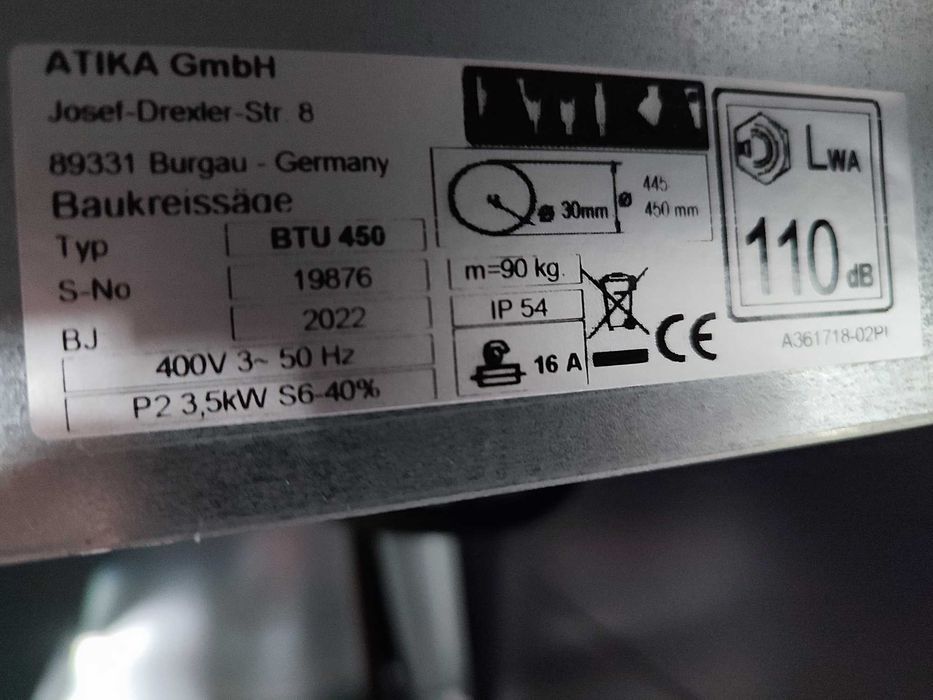 ATIKA GmbH
Josef-Drexler-Str. 8
89331 Burgau - Germany
Baukreissäge
Typ BTU 450
S-No 19876
BJ 2022
400V 3~ 50 Hz
P2 3,5kW S6-40%
ø 30mm ø 445
450 mm
m=90 kg.
IP 54
16 A
CE
LWA
110 dB
A361718-02PI